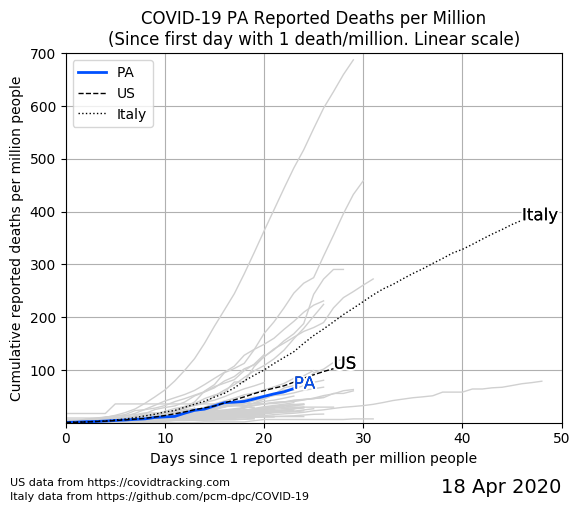 COVID-19 PA Reported Deaths per Million
(Since first day with 1 death/million. Linear scale)
Cumulative reported deaths per million people
700
600
500
400
300
200
100
PA
US
Italy
Italy
US
PA
0
10
20
30
40
50
Days since 1 reported death per million people
US data from https://covidtracking.com
Italy data from https://github.com/pcm-dpc/COVID-19
18 Apr 2020